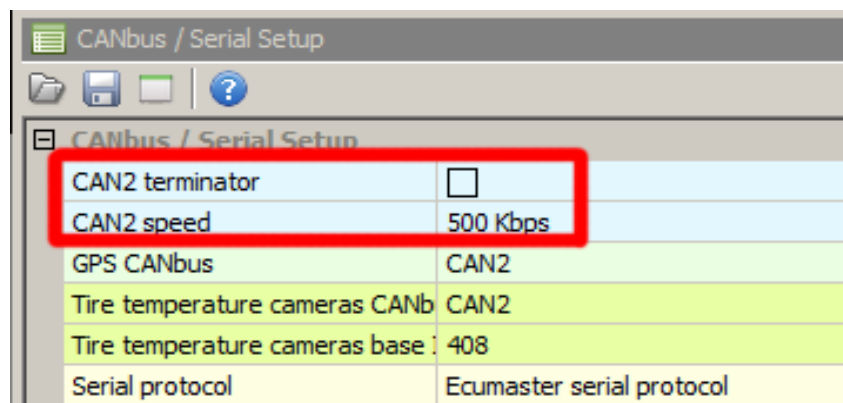 CANbus / Serial Setup
CANbus / Serial Setup
CAN2 terminator
CAN2 speed 500 Kbps
GPS CANbus CAN2
Tire temperature cameras CANb CAN2
Tire temperature cameras base 408
Serial protocol Ecumaster serial protocol